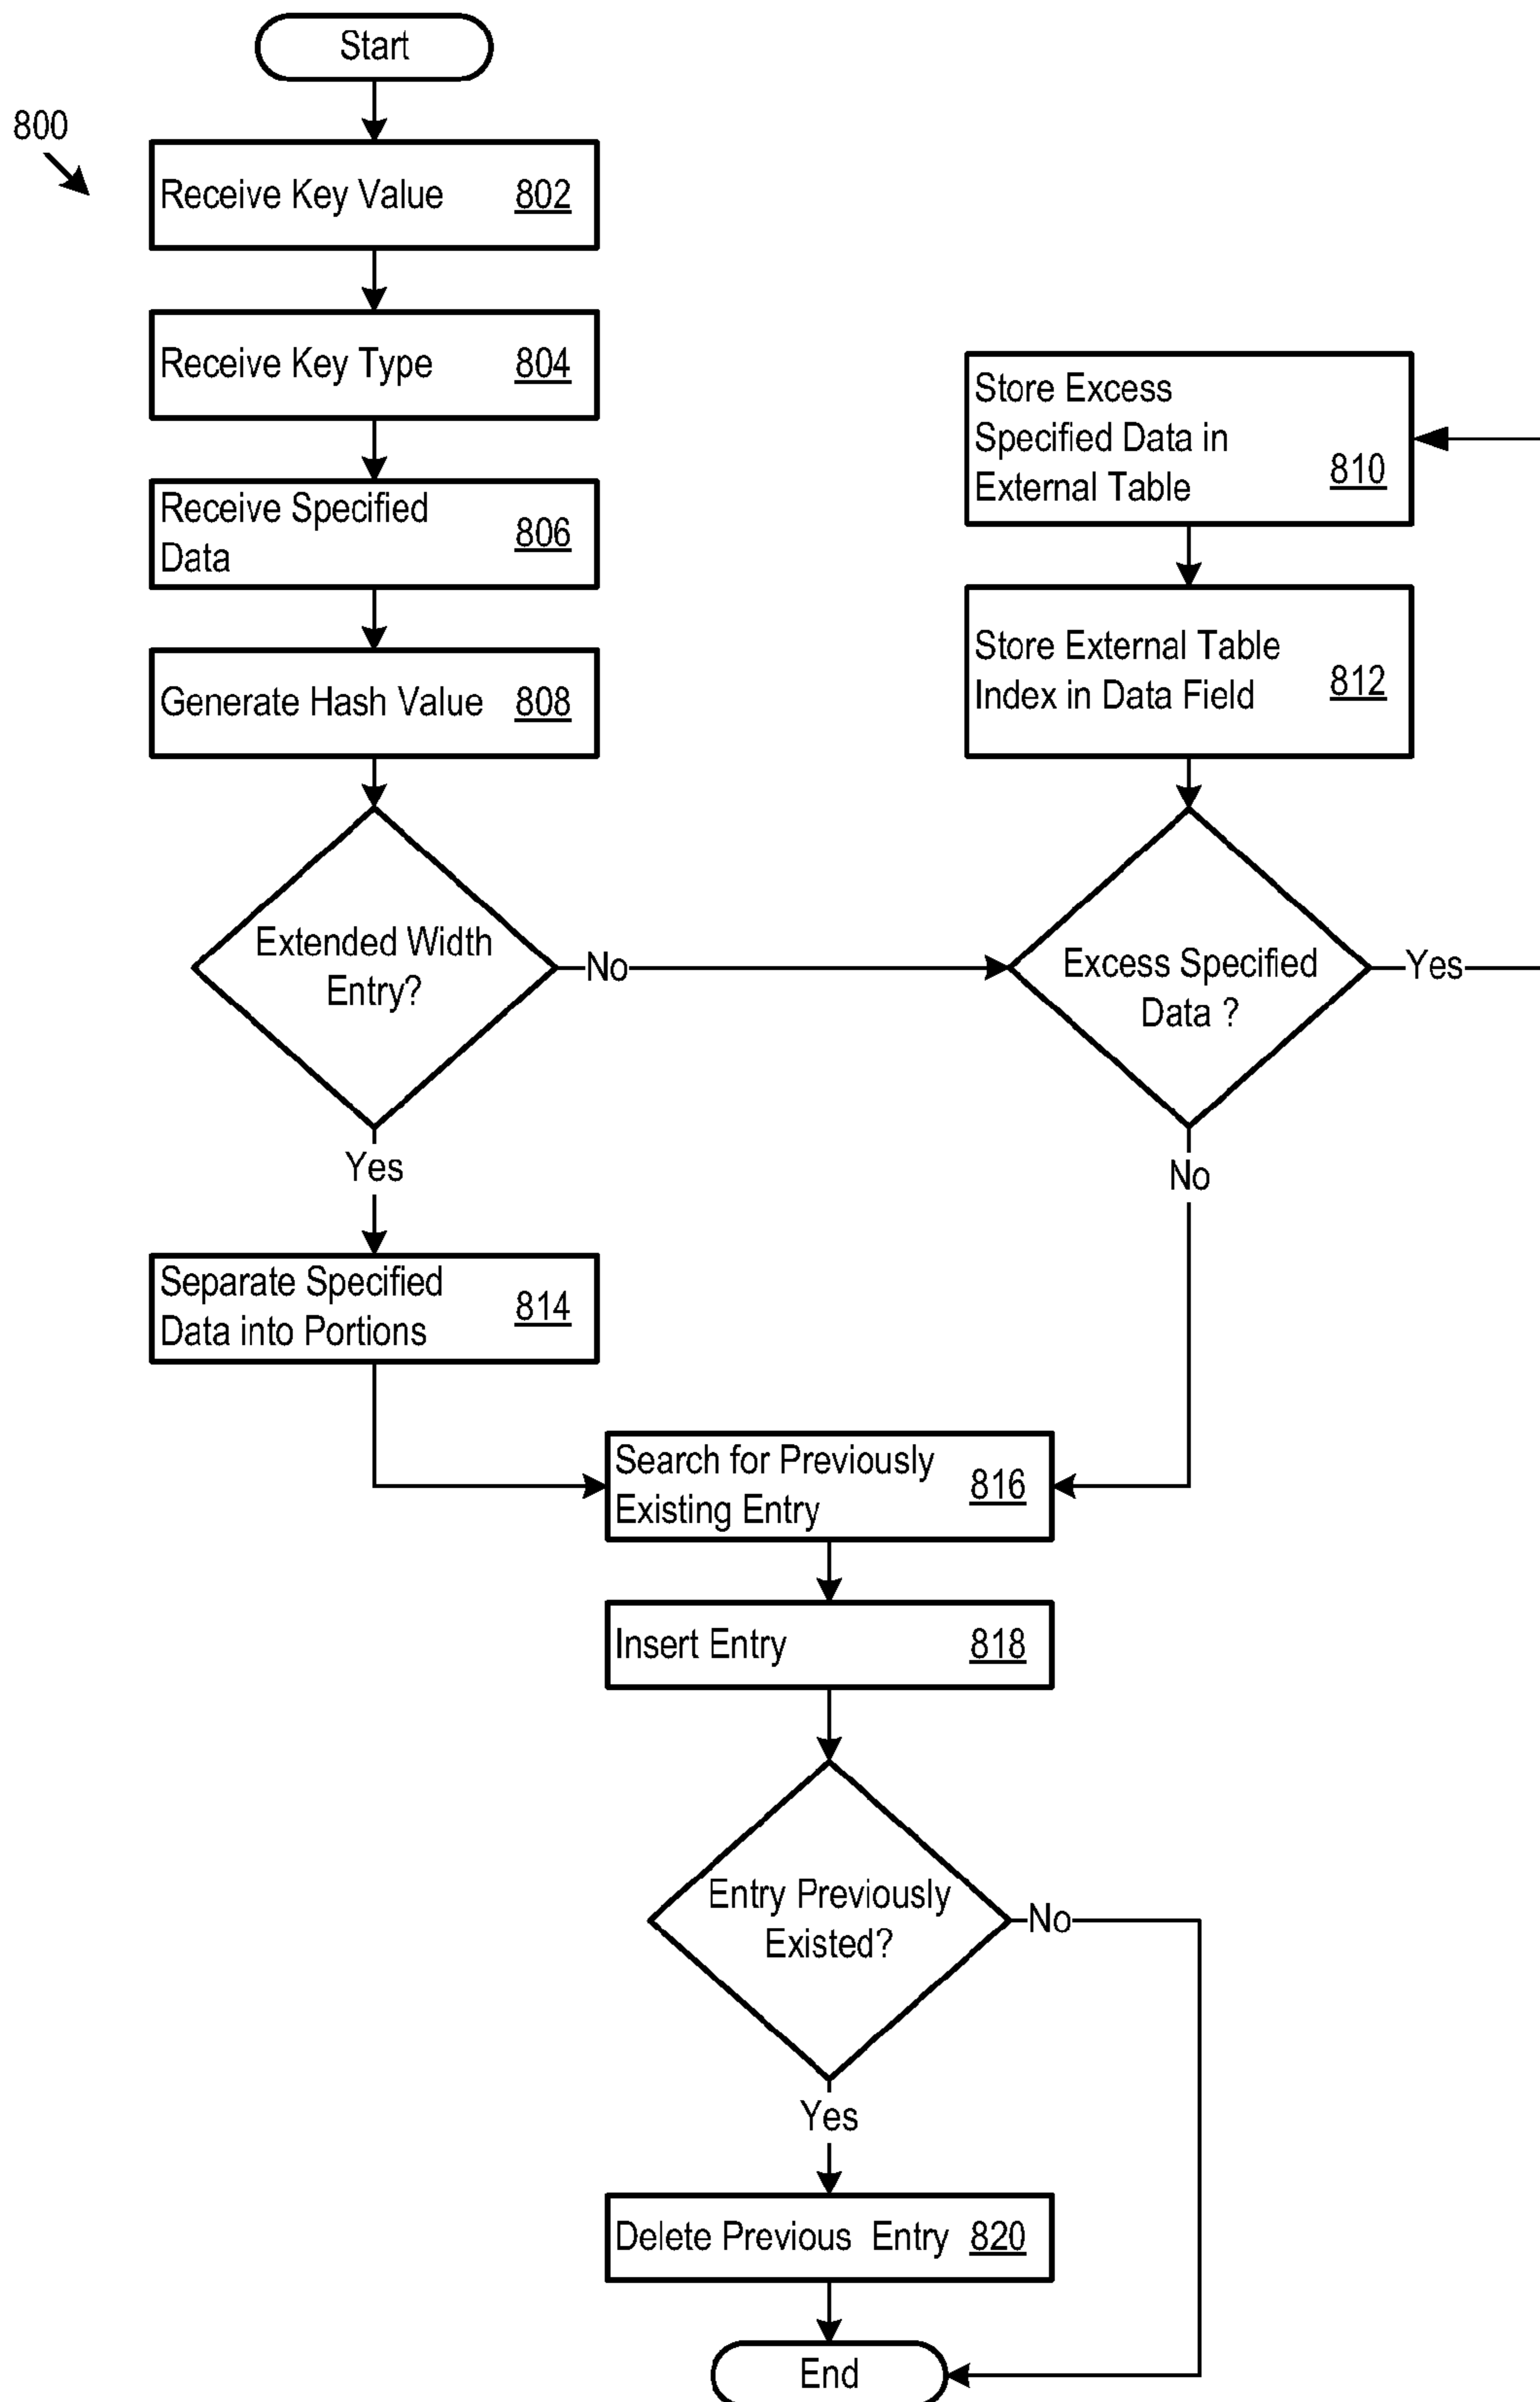 Start
800
Receive Key Value 802
Receive Key Type 804
Receive Specified
Data
806
Generate Hash Value 808
Store Excess
Specified Data in
External Table
810
Store External Table
Index in Data Field
812
Extended Width
Entry?
No
Excess Specified
Data ?
Yes
Yes
No
Separate Specified
Data into Portions
814
Search for Previously
Existing Entry
816
Insert Entry 818
Entry Previously
Existed?
No
Yes
Delete Previous Entry 820
End